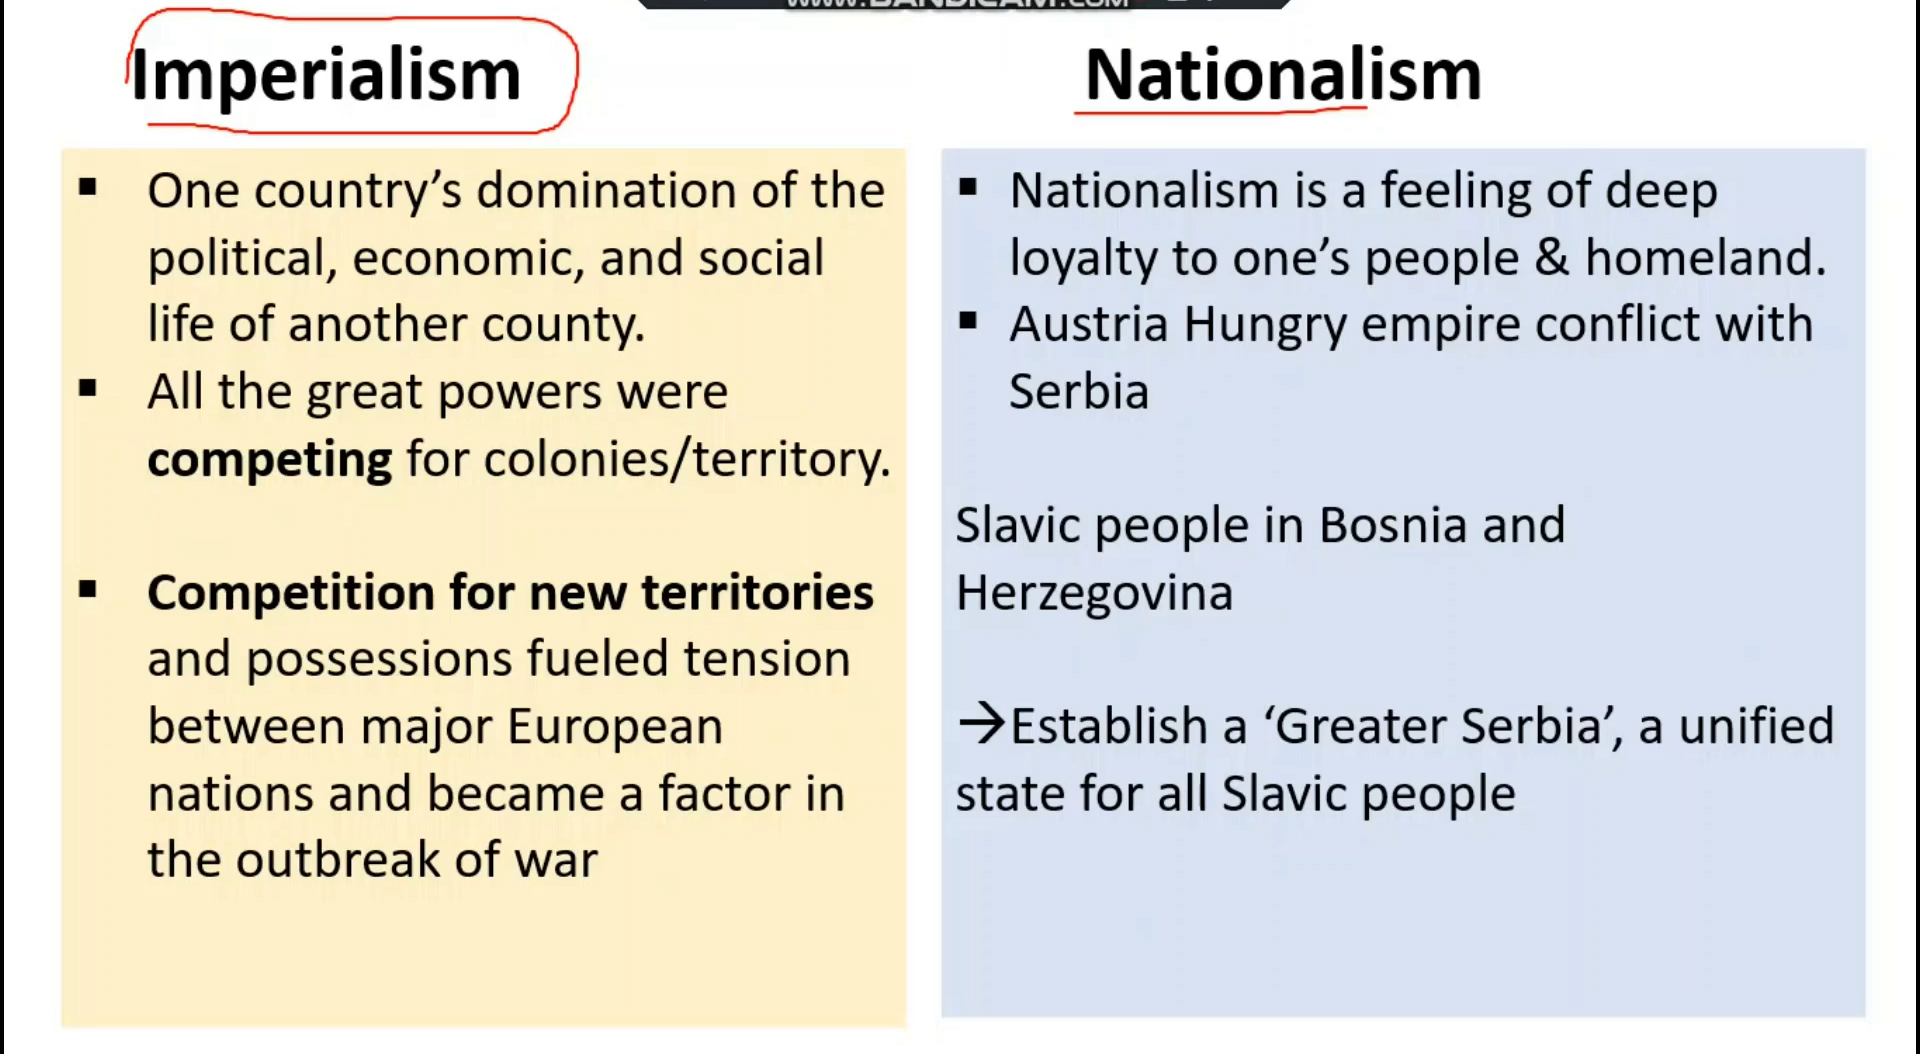 www.BANDICAM.com
Imperialism
▪ One country’s domination of the
political, economic, and social
life of another county.
▪ All the great powers were
competing for colonies/territory.
▪ Competition for new territories
and possessions fueled tension
between major European
nations and became a factor in
the outbreak of war
Nationalism
▪ Nationalism is a feeling of deep
loyalty to one’s people & homeland.
▪ Austria Hungry empire conflict with
Serbia
Slavic people in Bosnia and
Herzegovina
→Establish a ‘Greater Serbia’, a unified
state for all Slavic people